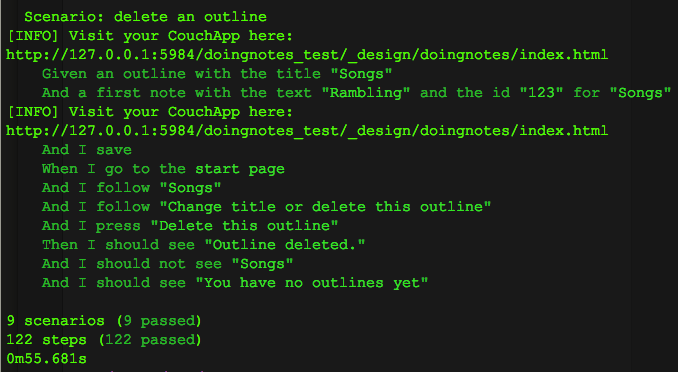 Scenario: delete an outline
[INFO] Visit your CouchApp here:
http://127.0.0.1:5984/doingnotes_test/_design/doingnotes/index.html
Given an outline with the title "Songs"
And a first note with the text "Rambling" and the id "123" for "Songs"
[INFO] Visit your CouchApp here:
http://127.0.0.1:5984/doingnotes_test/_design/doingnotes/index.html
And I save
When I go to the start page
And I follow "Songs"
And I follow "Change title or delete this outline"
And I press "Delete this outline"
Then I should see "Outline deleted."
And I should not see "Songs"
And I should see "You have no outlines yet"
9 scenarios (9 passed)
122 steps (122 passed)
0m55.681s